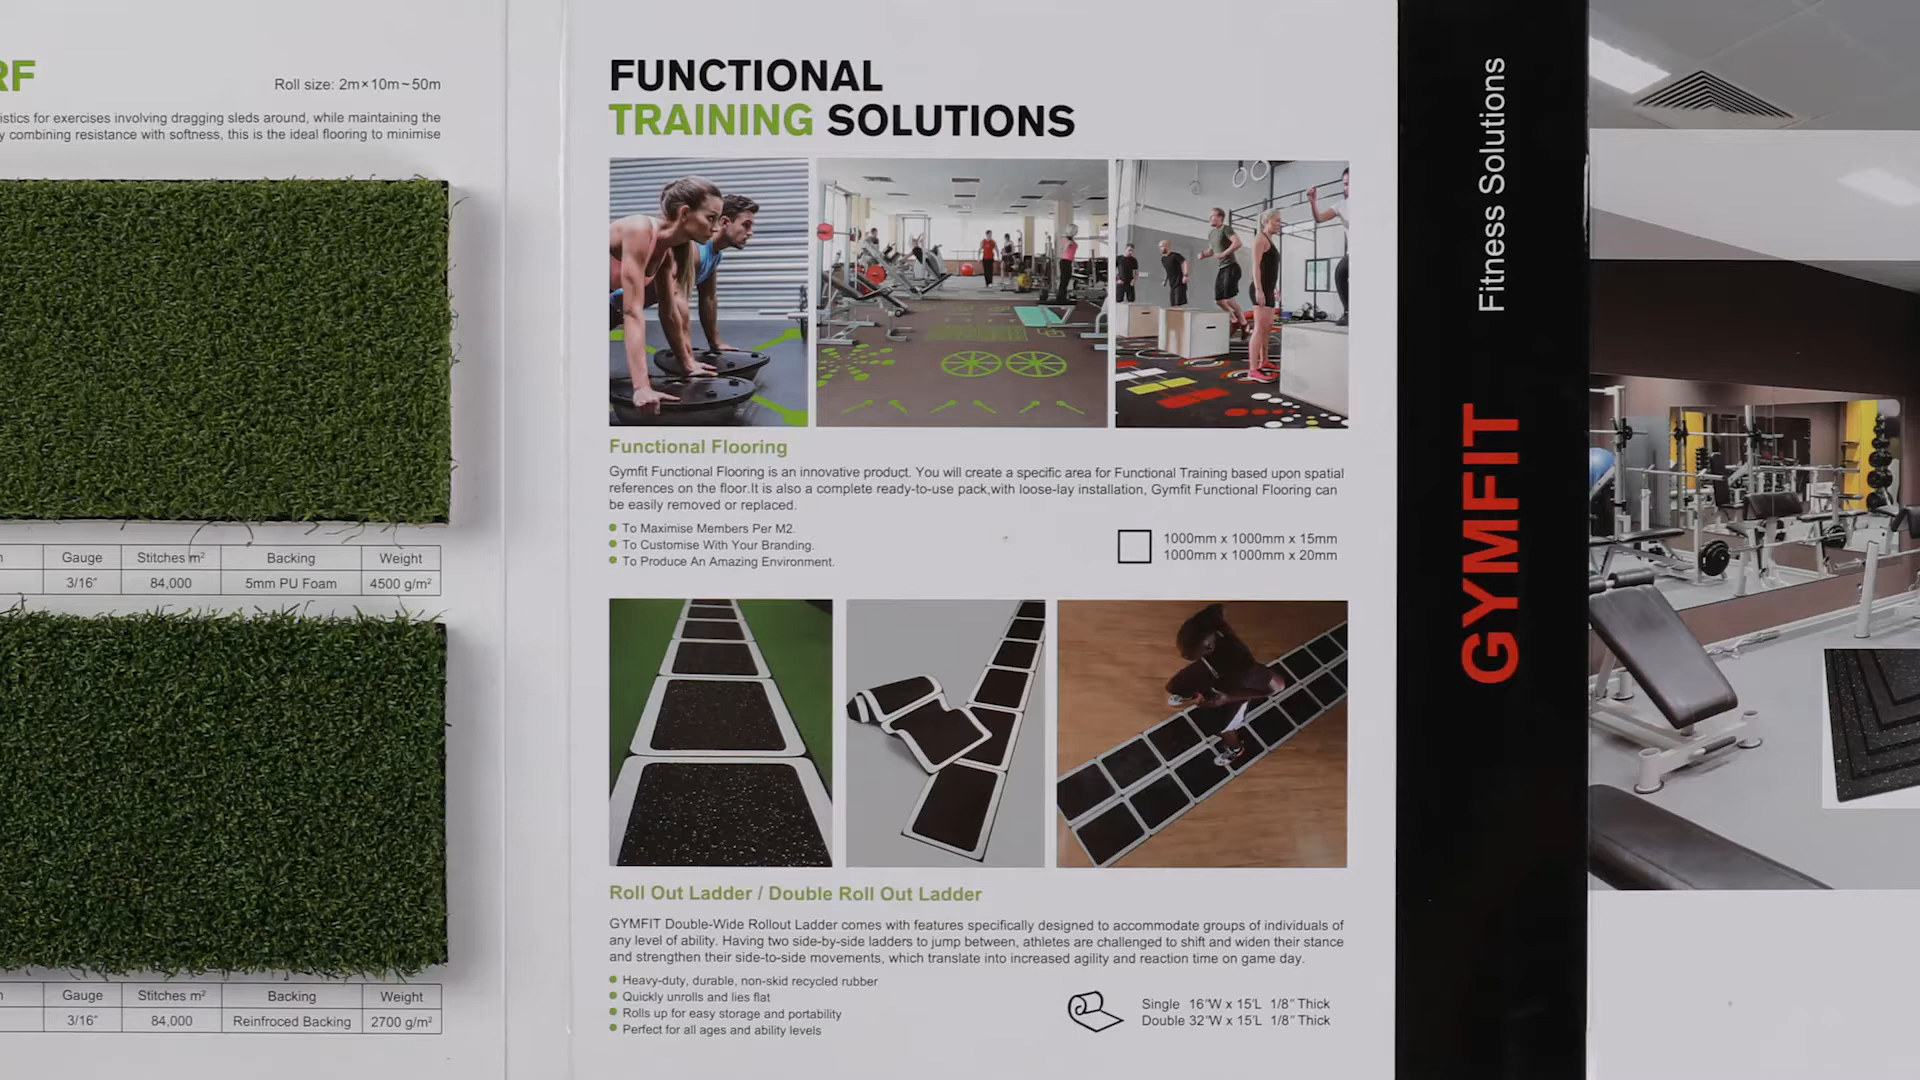 RF
Roll size: 2m×10m~50m
istics for exercises involving dragging sleds around, while maintaining the
y combining resistance with softness, this is the ideal flooring to minimise
Gauge Stitches m² Backing Weight
3/16" 84,000 5mm PU Foam 4500 g/m²
Gauge Stitches m² Backing Weight
3/16" 84,000 Reinfroced Backing 2700 g/m²
FUNCTIONAL
TRAINING SOLUTIONS
Functional Flooring
Gymfit Functional Flooring is an innovative product. You will create a specific area for Functional Training based upon spatial
references on the floor.It is also a complete ready-to-use pack,with loose-lay installation, Gymfit Functional Flooring can
be easily removed or replaced.
To Maximise Members Per M2.
To Customise With Your Branding.
To Produce An Amazing Environment.
1000mm x 1000mm x 15mm
1000mm x 1000mm x 20mm
Roll Out Ladder / Double Roll Out Ladder
GYMFIT Double-Wide Rollout Ladder comes with features specifically designed to accommodate groups of individuals of
any level of ability. Having two side-by-side ladders to jump between, athletes are challenged to shift and widen their stance
and strengthen their side-to-side movements, which translate into increased agility and reaction time on game day.
Heavy-duty, durable, non-skid recycled rubber
Quickly unrolls and lies flat
Rolls up for easy storage and portability
Perfect for all ages and ability levels
Single 16"W x 15'L 1/8" Thick
Double 32"W x 15'L 1/8" Thick
GYMFIT Fitness Solutions